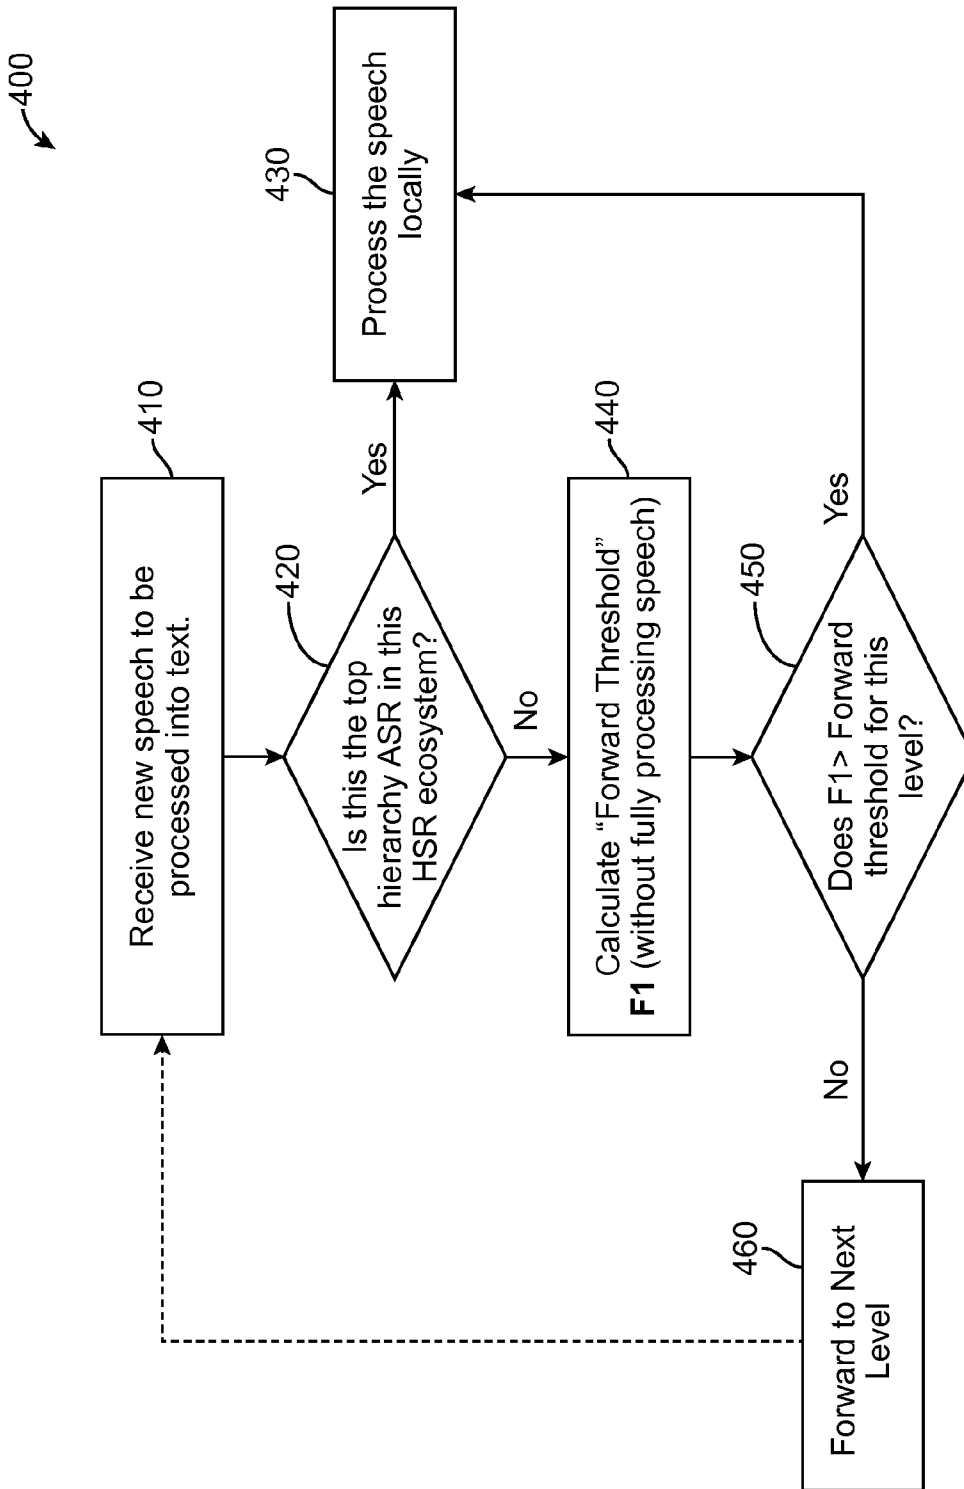 400
410
Receive new speech to be
processed into text.
420
Is this the top
hierarchy ASR in this
HSR ecosystem?
Yes
430
Process the speech
locally
No
440
Calculate “Forward Threshold”
F1 (without fully processing speech)
450
Does F1> Forward
threshold for this
level?
Yes
No
460
Forward to Next
Level